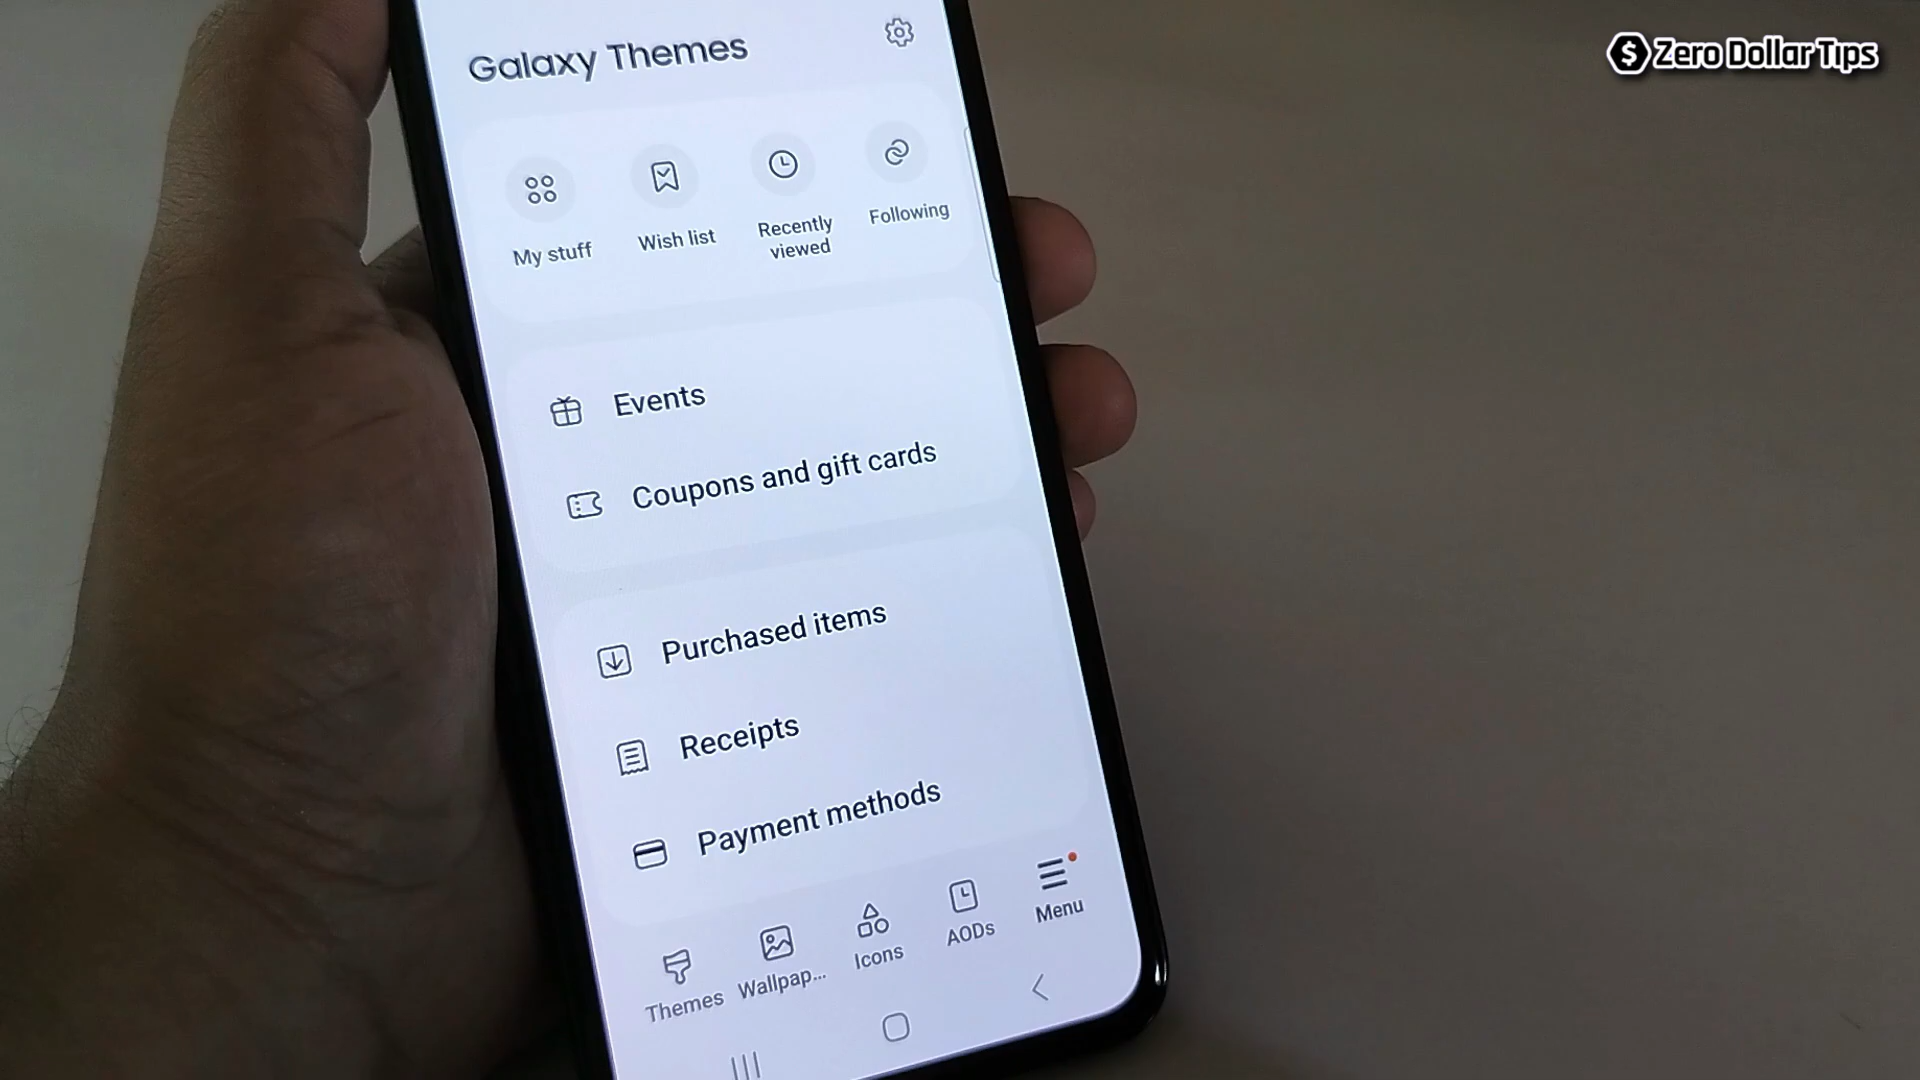 Galaxy Themes
Zero Dollar Tips
My stuff
Wish list
Recently
viewed
Following
Events
Coupons and gift cards
Purchased items
Receipts
Payment methods
Themes
Wallpap...
Icons
AODs
Menu